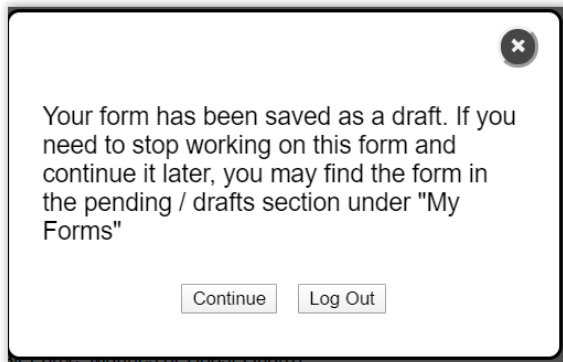 Your form has been saved as a draft. If you
need to stop working on this form and
continue it later, you may find the form in
the pending / drafts section under "My
Forms"
Continue Log Out